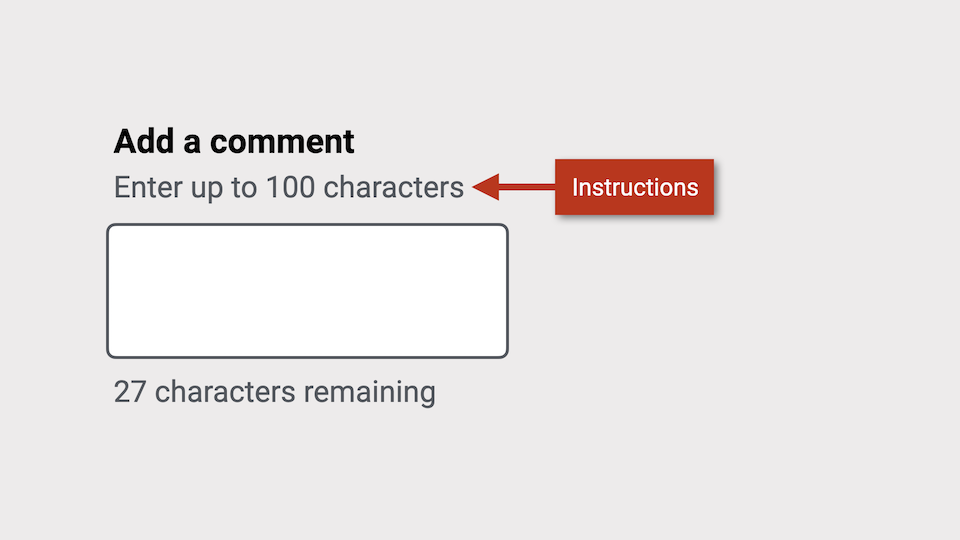 Add a comment
Enter up to 100 characters
Instructions
27 characters remaining